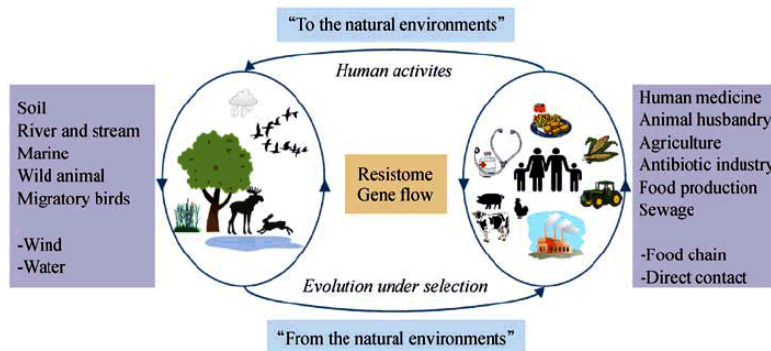 “To the natural environments”
Human activites
Soil
River and stream
Marine
Wild animal
Migratory birds
-Wind
-Water
Resistome
Gene flow
Human medicine
Animal husbandry
Agriculture
Antibiotic industry
Food production
Sewage
-Food chain
-Direct contact
Evolution under selection
“From the natural environments”